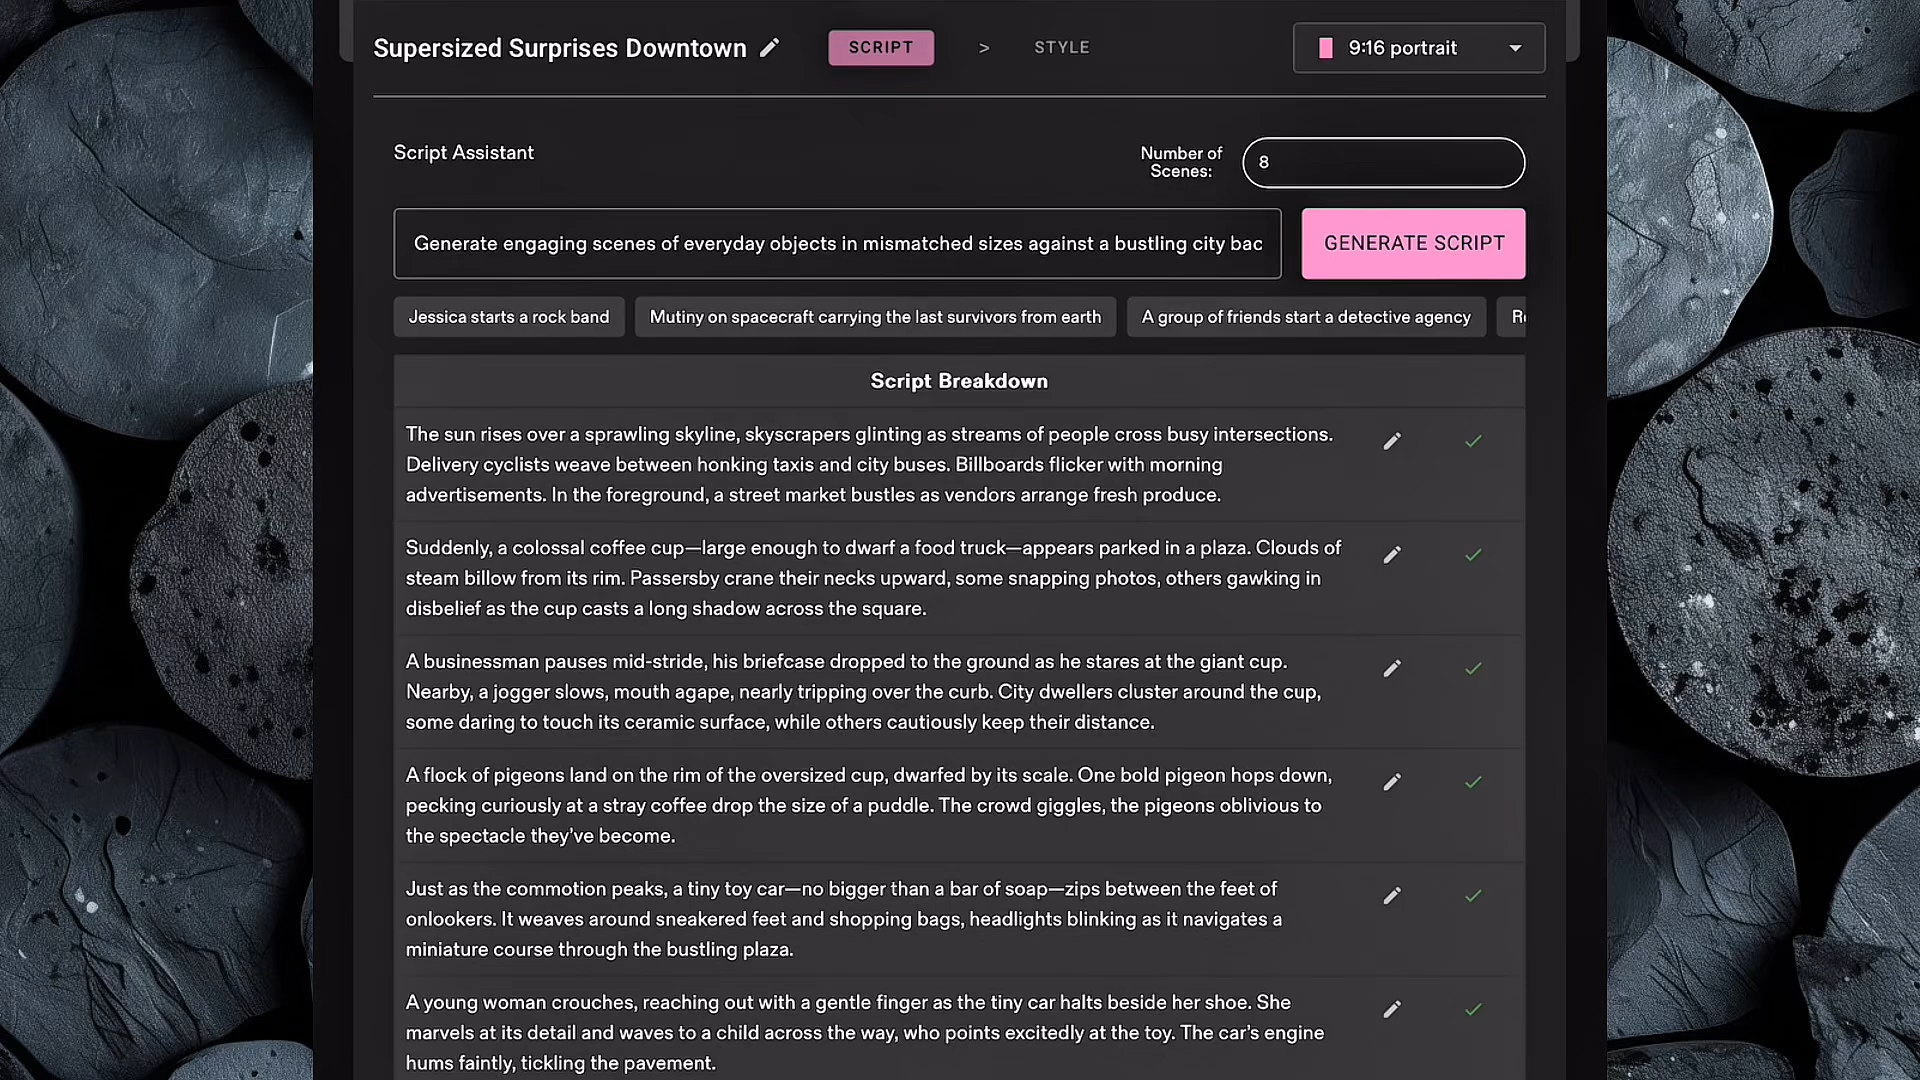 Supersized Surprises Downtown
SCRIPT > STYLE
9:16 portrait
Script Assistant
Number of
Scenes:
8
Generate engaging scenes of everyday objects in mismatched sizes against a bustling city bac
GENERATE SCRIPT
Jessica starts a rock band
Mutiny on spacecraft carrying the last survivors from earth
A group of friends start a detective agency
Script Breakdown
The sun rises over a sprawling skyline, skyscrapers glinting as streams of people cross busy intersections.
Delivery cyclists weave between honking taxis and city buses. Billboards flicker with morning
advertisements. In the foreground, a street market bustles as vendors arrange fresh produce.
Suddenly, a colossal coffee cup—large enough to dwarf a food truck—appears parked in a plaza. Clouds of
steam billow from its rim. Passersby crane their necks upward, some snapping photos, others gawking in
disbelief as the cup casts a long shadow across the square.
A businessman pauses mid-stride, his briefcase dropped to the ground as he stares at the giant cup.
Nearby, a jogger slows, mouth agape, nearly tripping over the curb. City dwellers cluster around the cup,
some daring to touch its ceramic surface, while others cautiously keep their distance.
A flock of pigeons land on the rim of the oversized cup, dwarfed by its scale. One bold pigeon hops down,
pecking curiously at a stray coffee drop the size of a puddle. The crowd giggles, the pigeons oblivious to
the spectacle they've become.
Just as the commotion peaks, a tiny toy car—no bigger than a bar of soap—zips between the feet of
onlookers. It weaves around sneakered feet and shopping bags, headlights blinking as it navigates a
miniature course through the bustling plaza.
A young woman crouches, reaching out with a gentle finger as the tiny car halts beside her shoe. She
marvels at its detail and waves to a child across the way, who points excitedly at the toy. The car's engine
hums faintly, tickling the pavement.